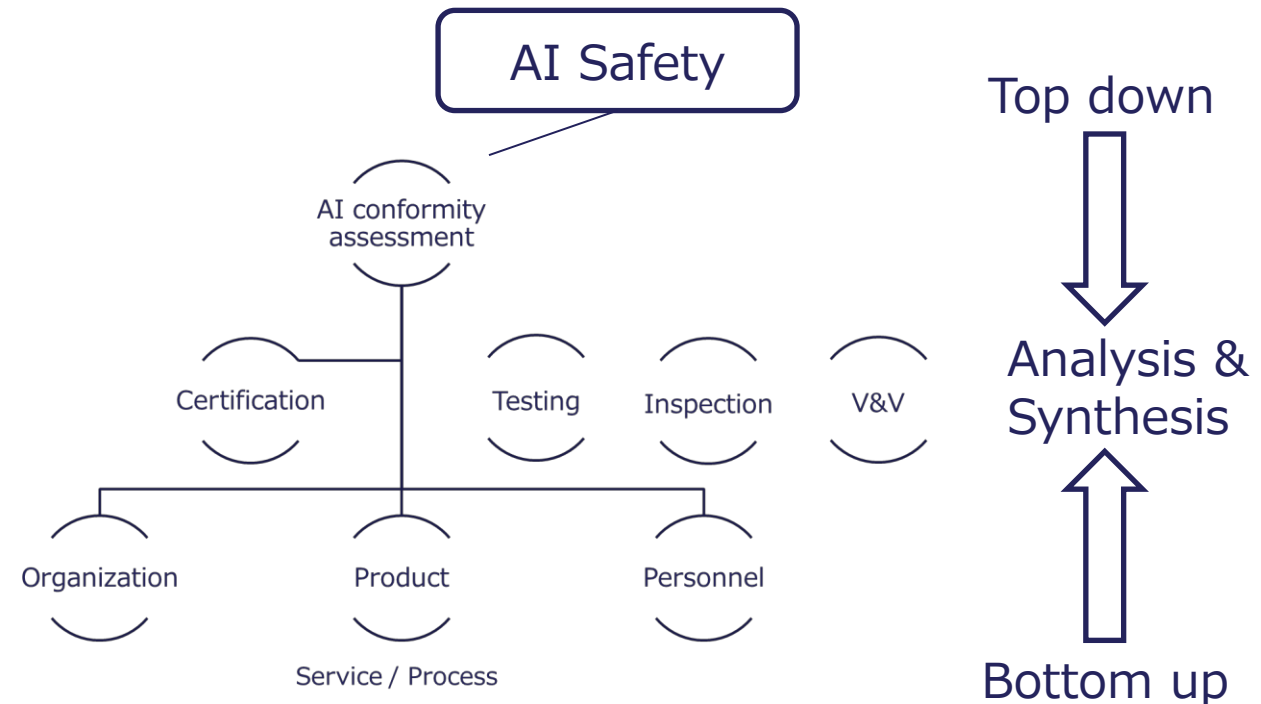 AI Safety
Top down
AI conformity
assessment
Certification
Testing
Inspection
V&V
Analysis &
Synthesis
Organization
Product
Personnel
Service / Process
Bottom up